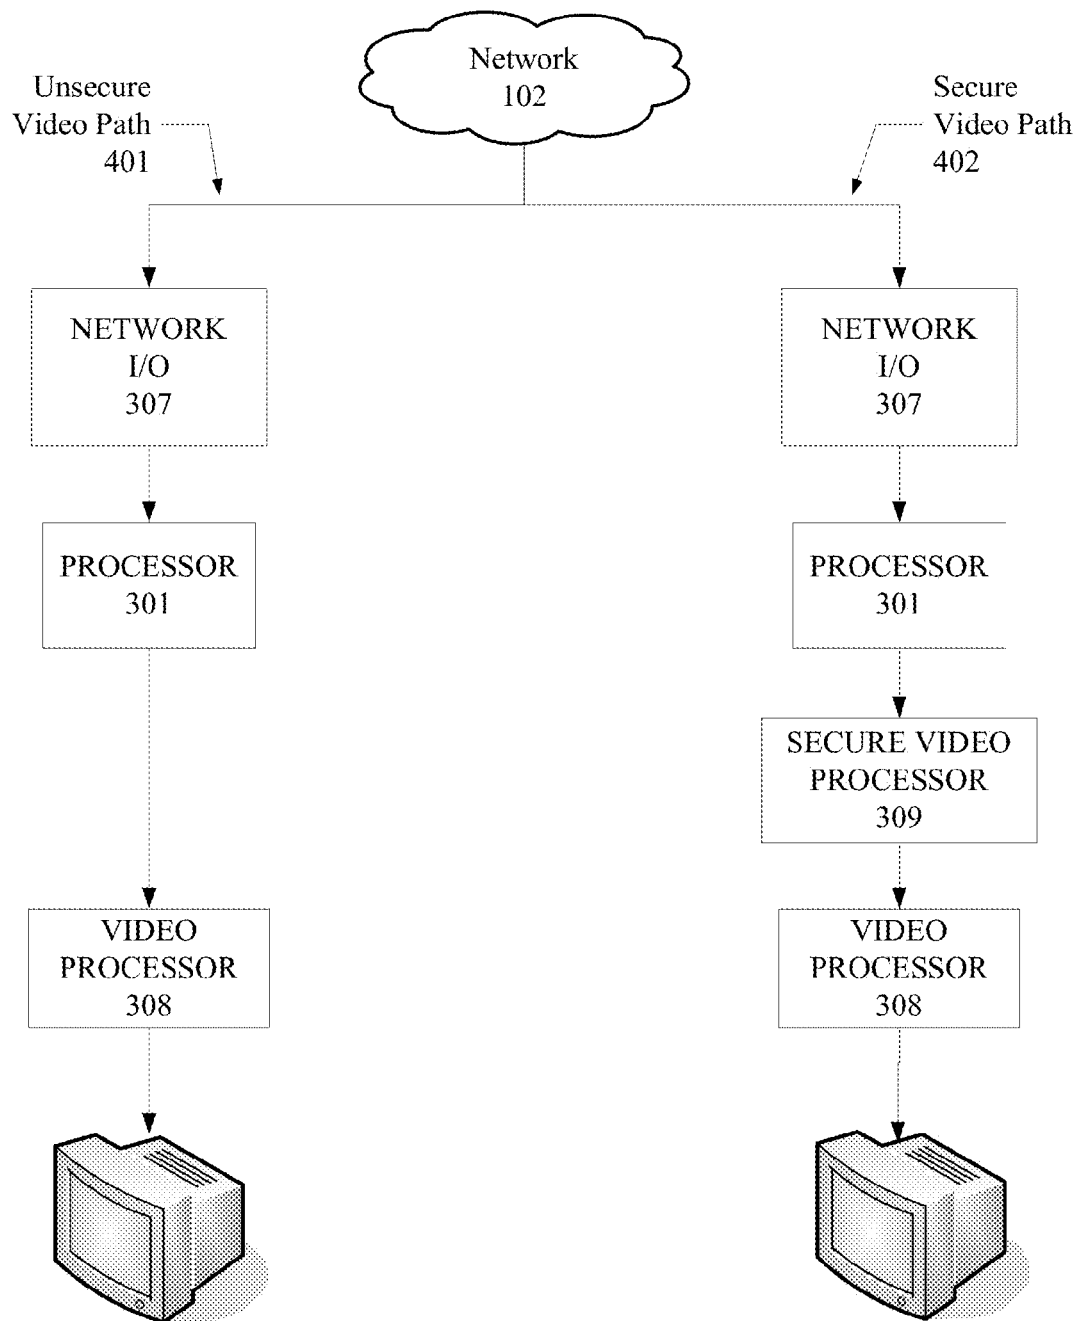 Network
102
Unsecure
Video Path
401
Secure
Video Path
402
NETWORK
I/O
307
NETWORK
I/O
307
PROCESSOR
301
PROCESSOR
301
SECURE VIDEO
PROCESSOR
309
VIDEO
PROCESSOR
308
VIDEO
PROCESSOR
308